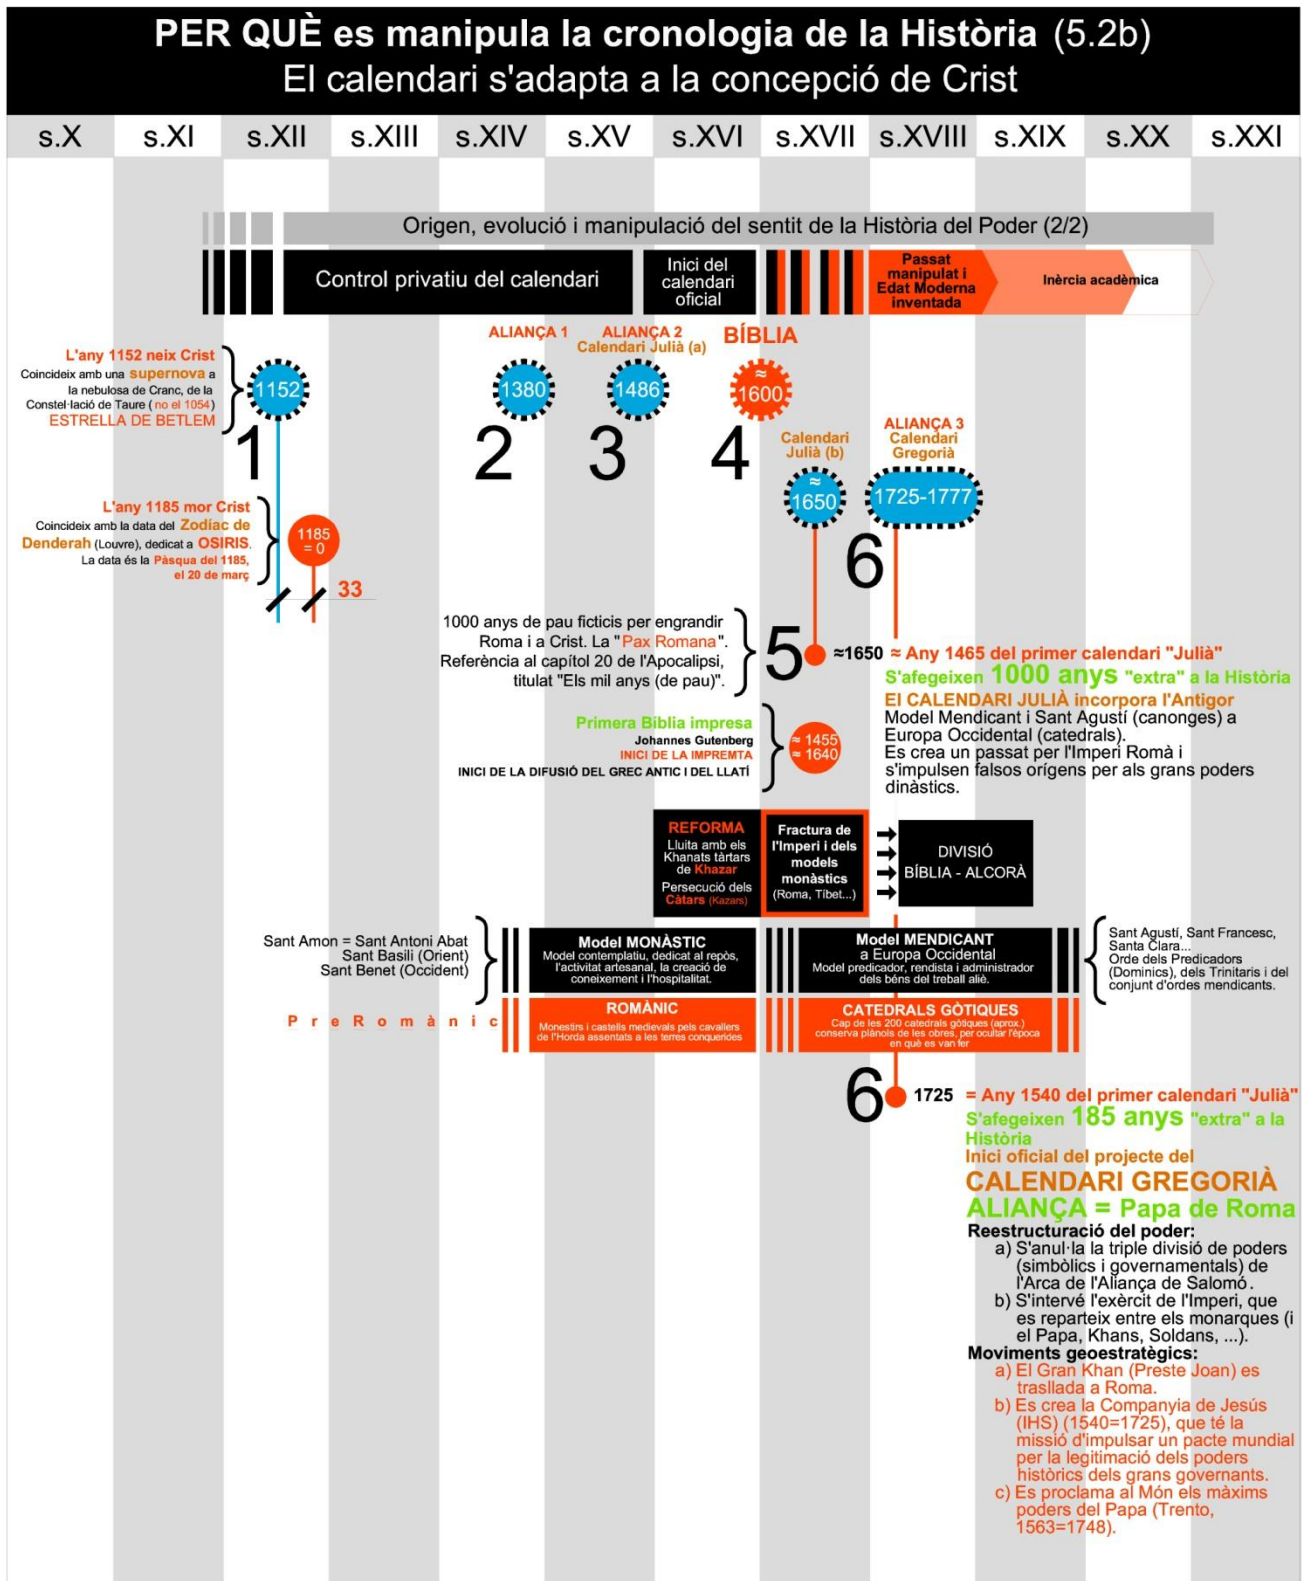 PER QUÈ es manipula la cronologia de la Història (5.2b)
El calendari s'adapta a la concepció de Crist
s.X s.XI s.XII s.XIII s.XIV s.XV s.XVI s.XVII s.XVIII s.XIX s.XX s.XXI
Origen, evolució i manipulació del sentit de la Història del Poder (2/2)
Control privatiu del calendari
Inici del
calendari
oficial
Passat
manipulat i
Edat Moderna
inventada
Inèrcia acadèmica
L'any 1152 neix Crist
Coincideix amb una supernova a
la nebulosa de Cranc, de la
Constel·lació de Taure (no el 1054)
ESTRELLA DE BETLEM
1152
1
ALIANÇA 1
1380
2
ALIANÇA 2
Calendari Julià (a)
1486
3
BÍBLIA
≈
1600
4
Calendari
Julià (b)
≈
1650
ALIANÇA 3
Calendari
Gregorià
1725-1777
6
L'any 1185 mor Crist
Coincideix amb la data del Zodíac de
Denderah (Louvre), dedicat a OSIRIS.
La data és la Pàsqua del 1185,
el 20 de març
1185
= 0
33
1000 anys de pau ficticis per engrandir
Roma i a Crist. La "Pax Romana".
Referència al capítol 20 de l'Apocalipsi,
titulat "Els mil anys (de pau)".
5
≈1650 ≈ Any 1465 del primer calendari "Julià"
S'afegeixen 1000 anys "extra" a la Història
El CALENDARI JULIÀ incorpora l'Antigor
Model Mendicant i Sant Agustí (canonges) a
Europa Occidental (catedrals).
Es crea un passat per l'Imperi Romà i
s'impulsen falsos orígens per als grans poders
dinàstics.
Primera Biblia impresa
Johannes Gutenberg
INICI DE LA IMPREMTA
INICI DE LA DIFUSIÓ DEL GREC ANTIC I DEL LLATÍ
≈ 1455
≈ 1640
REFORMA
Lluita amb els
Khanats tàrtars
de Khazar
Persecució dels
Càtars (Kazars)
Fractura de
l'Imperi i dels
models
monàstics
(Roma, Tíbet...)
DIVISIÓ
BÍBLIA - ALCORÀ
Sant Amon = Sant Antoni Abat
Sant Basili (Orient)
Sant Benet (Occident)
Model MONÀSTIC
Model contemplatiu, dedicat al repòs,
l'activitat artesanal, la creació de
coneixement i l'hospitalitat.
Model MENDICANT
a Europa Occidental
Model predicador, rendista i administrador
dels béns del treball aliè.
Sant Agustí, Sant Francesc,
Santa Clara...
Orde dels Predicadors
(Dominics), dels Trinitaris i del
conjunt d'ordes mendicants.
PreRomànic
ROMÀNIC
Monestirs i castells medievals pels cavallers
de l'Horda assentats a les terres conquerides
CATEDRALS GÒTIQUES
Cap de les 200 catedrals gòtiques (aprox.)
conserva plànols de les obres, per ocultar l'època
en què es van fer
6
1725 = Any 1540 del primer calendari "Julià"
S'afegeixen 185 anys "extra" a la
Història
Inici oficial del projecte del
CALENDARI GREGORIÀ
ALIANÇA = Papa de Roma
Reestructuració del poder:
a) S'anul·la la triple divisió de poders
(simbòlics i governamentals) de
l'Arca de l'Aliança de Salomó.
b) S'intervé l'exèrcit de l'Imperi, que
es reparteix entre els monarques (i
el Papa, Khans, Soldans, ...).
Moviments geoestratègics:
a) El Gran Khan (Preste Joan) es
trasllada a Roma.
b) Es crea la Companyia de Jesús
(IHS) (1540=1725), que té la
missió d'impulsar un pacte mundial
per la legitimació dels poders
històrics dels grans governants.
c) Es proclama al Món els màxims
poders del Papa (Trento,
1563=1748).